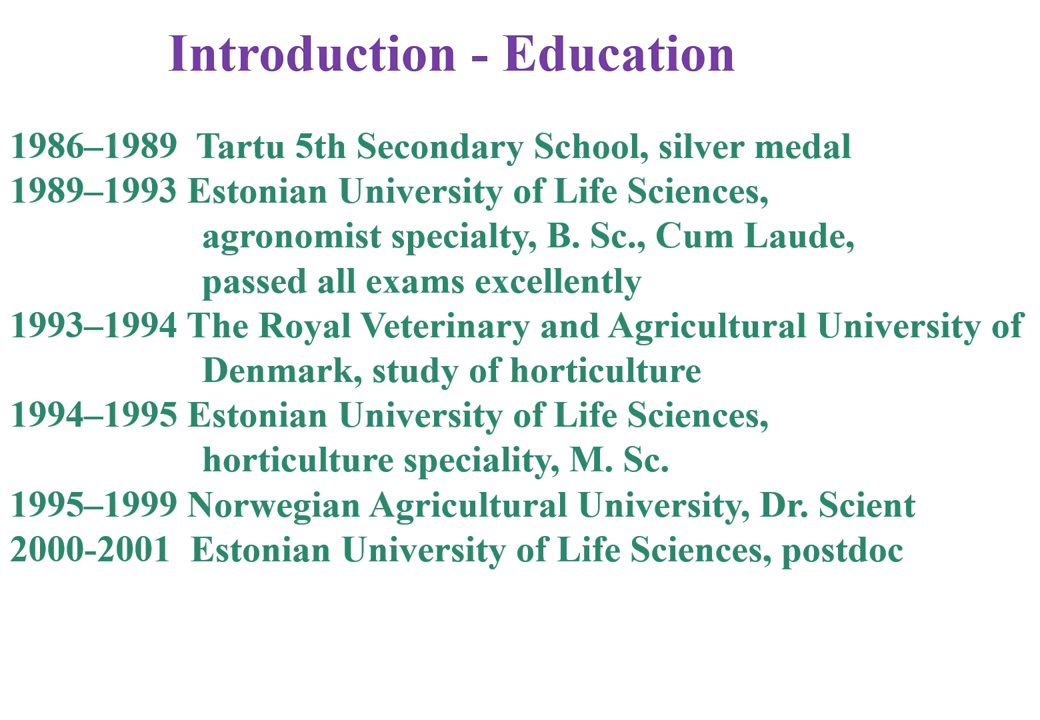 Introduction - Education
1986–1989 Tartu 5th Secondary School, silver medal
1989–1993 Estonian University of Life Sciences,
agronomist specialty, B. Sc., Cum Laude,
passed all exams excellently
1993–1994 The Royal Veterinary and Agricultural University of
Denmark, study of horticulture
1994–1995 Estonian University of Life Sciences,
horticulture speciality, M. Sc.
1995–1999 Norwegian Agricultural University, Dr. Scient
2000-2001 Estonian University of Life Sciences, postdoc